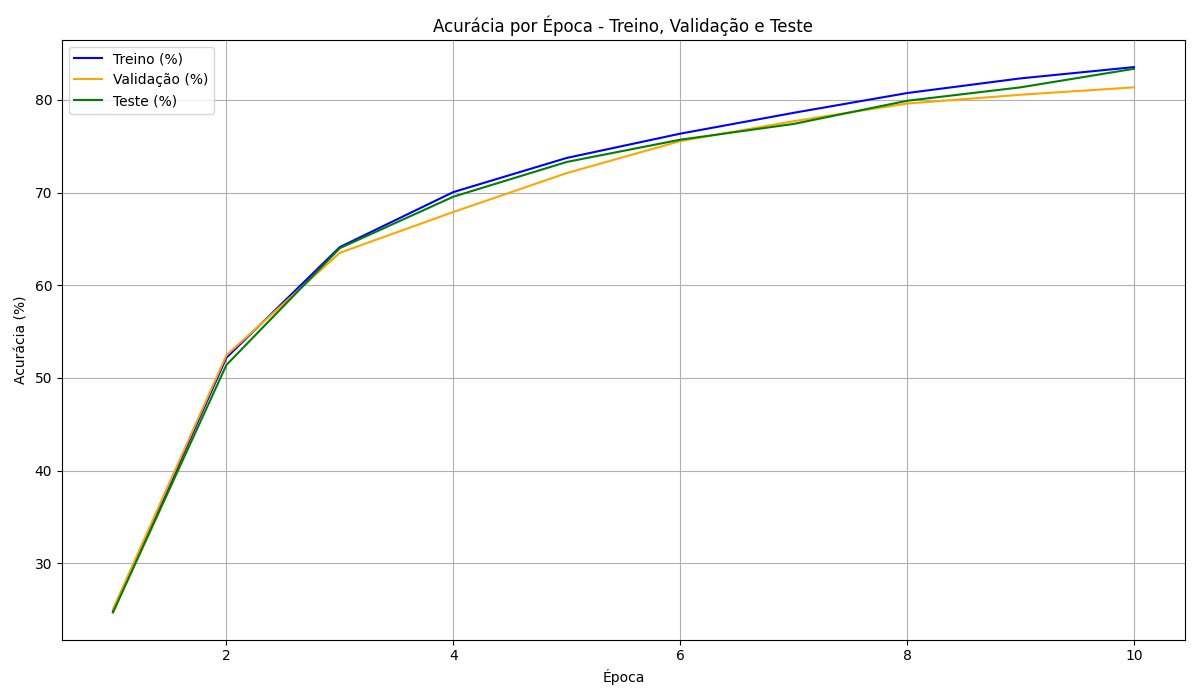 Acurácia por Época - Treino, Validação e Teste
Treino (%)
Validação (%)
Teste (%)
Acurácia (%)
80
70
60
50
40
30
2
4
6
8
10
Época